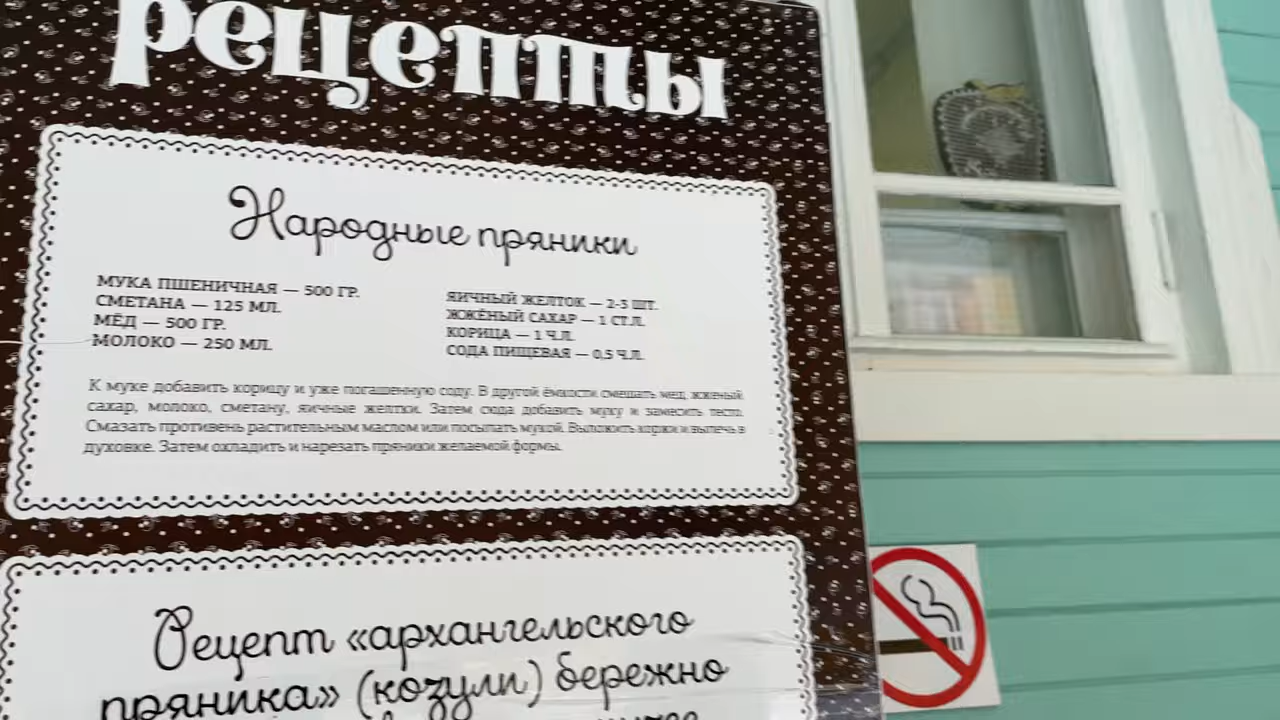 рецепты
Народные пряники
МУКА ПШЕНИЧНАЯ — 500 ГР.
СМЕТАНА — 125 МЛ.
МЁД — 500 ГР.
МОЛОКО — 250 МЛ.
ЯИЧНЫЙ ЖЕЛТОК — 2-3 ШТ.
ЖЖЁНЫЙ САХАР — 1 СТ.Л.
КОРИЦА — 1 Ч.Л.
СОДА ПИЩЕВАЯ — 0,5 Ч.Л.
К муке добавить корицу и уже погашенную соду. В другой ёмкости смешать мед, жженый
сахар, молоко, сметану, яичные желтки. Затем сюда добавить муку и замесить тесто.
Смазать противень растительным маслом или посыпать мукой. Выложить коржи и выпечь в
духовке. Затем охладить и нарезать пряники желаемой формы.
Рецепт «архангельского
пряника» (козули) бережно